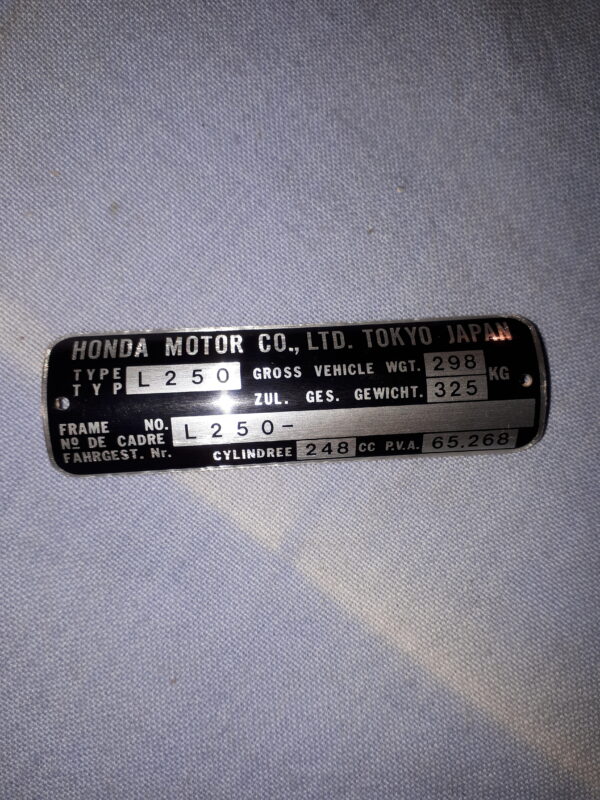 HONDA MOTOR CO., LTD. TOKYO JAPAN
TYPE
TYP L250 GROSS VEHICLE WGT. 298 KG
ZUL. GES. GEWICHT. 325
FRAME NO.
Nº DE CADRE L250-
FAHRGEST. Nr. CYLINDREE 248 CC P.V.A. 65.268